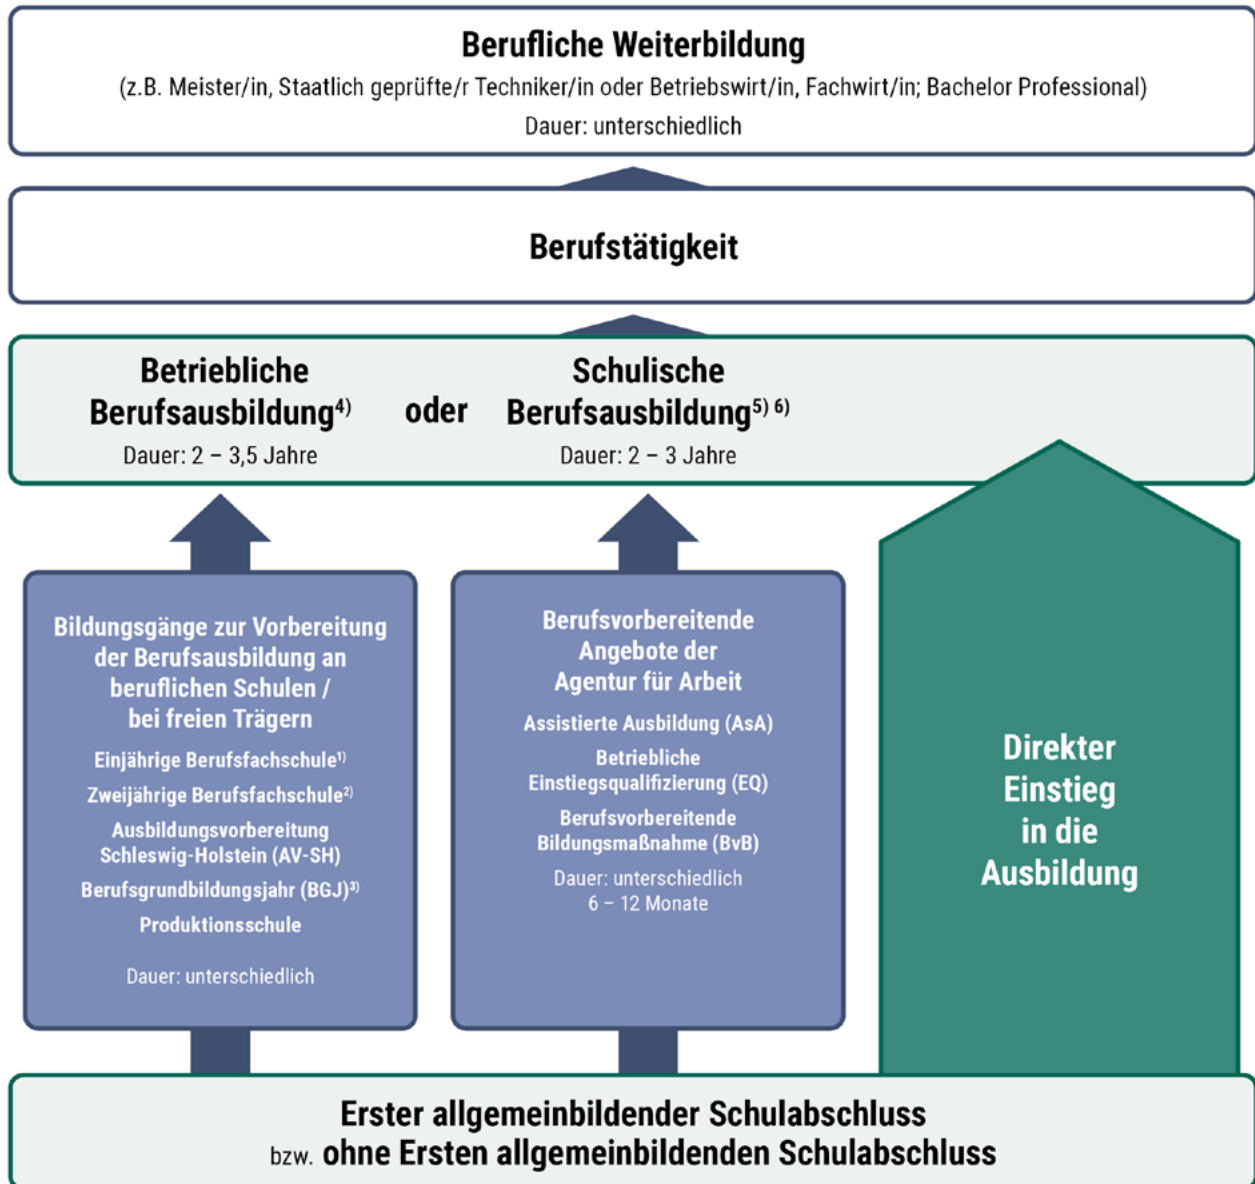 Berufliche Weiterbildung
(z.B. Meister/in, Staatlich geprüfte/r Techniker/in oder Betriebswirt/in, Fachwirt/in; Bachelor Professional)
Dauer: unterschiedlich
Berufstätigkeit
Betriebliche
Berufsausbildung⁴⁾
Dauer: 2 – 3,5 Jahre
oder
Schulische
Berufsausbildung⁵⁾ ⁶⁾
Dauer: 2 – 3 Jahre
Bildungsgänge zur Vorbereitung
der Berufsausbildung an
beruflichen Schulen /
bei freien Trägern
Einjährige Berufsfachschule¹⁾
Zweijährige Berufsfachschule²⁾
Ausbildungsvorbereitung
Schleswig-Holstein (AV-SH)
Berufsgrundbildungsjahr (BGJ)³⁾
Produktionsschule
Dauer: unterschiedlich
Berufsvorbereitende
Angebote der
Agentur für Arbeit
Assistierte Ausbildung (AsA)
Betriebliche
Einstiegsqualifizierung (EQ)
Berufsvorbereitende
Bildungsmaßnahme (BvB)
Dauer: unterschiedlich
6 – 12 Monate
Direkter
Einstieg
in die
Ausbildung
Erster allgemeinbildender Schulabschluss
bzw. ohne Ersten allgemeinbildenden Schulabschluss